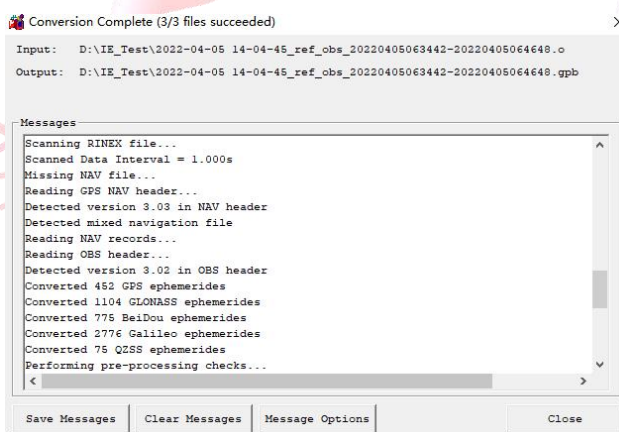 Conversion Complete (3/3 files succeeded)
Input: D:\IE_Test\2022-04-05 14-04-45_ref_obs_20220405063442-20220405064648.o
Output: D:\IE_Test\2022-04-05 14-04-45_ref_obs_20220405063442-20220405064648.gpb
Messages
Scanning RINEX file...
Scanned Data Interval = 1.000s
Missing NAV file...
Reading GPS NAV header...
Detected version 3.03 in NAV header
Detected mixed navigation file
Reading NAV records...
Reading OBS header...
Detected version 3.02 in OBS header
Converted 452 GPS ephemerides
Converted 1104 GLONASS ephemerides
Converted 775 BeiDou ephemerides
Converted 2776 Galileo ephemerides
Converted 75 QZSS ephemerides
Performing pre-processing checks...
Save Messages Clear Messages Message Options Close